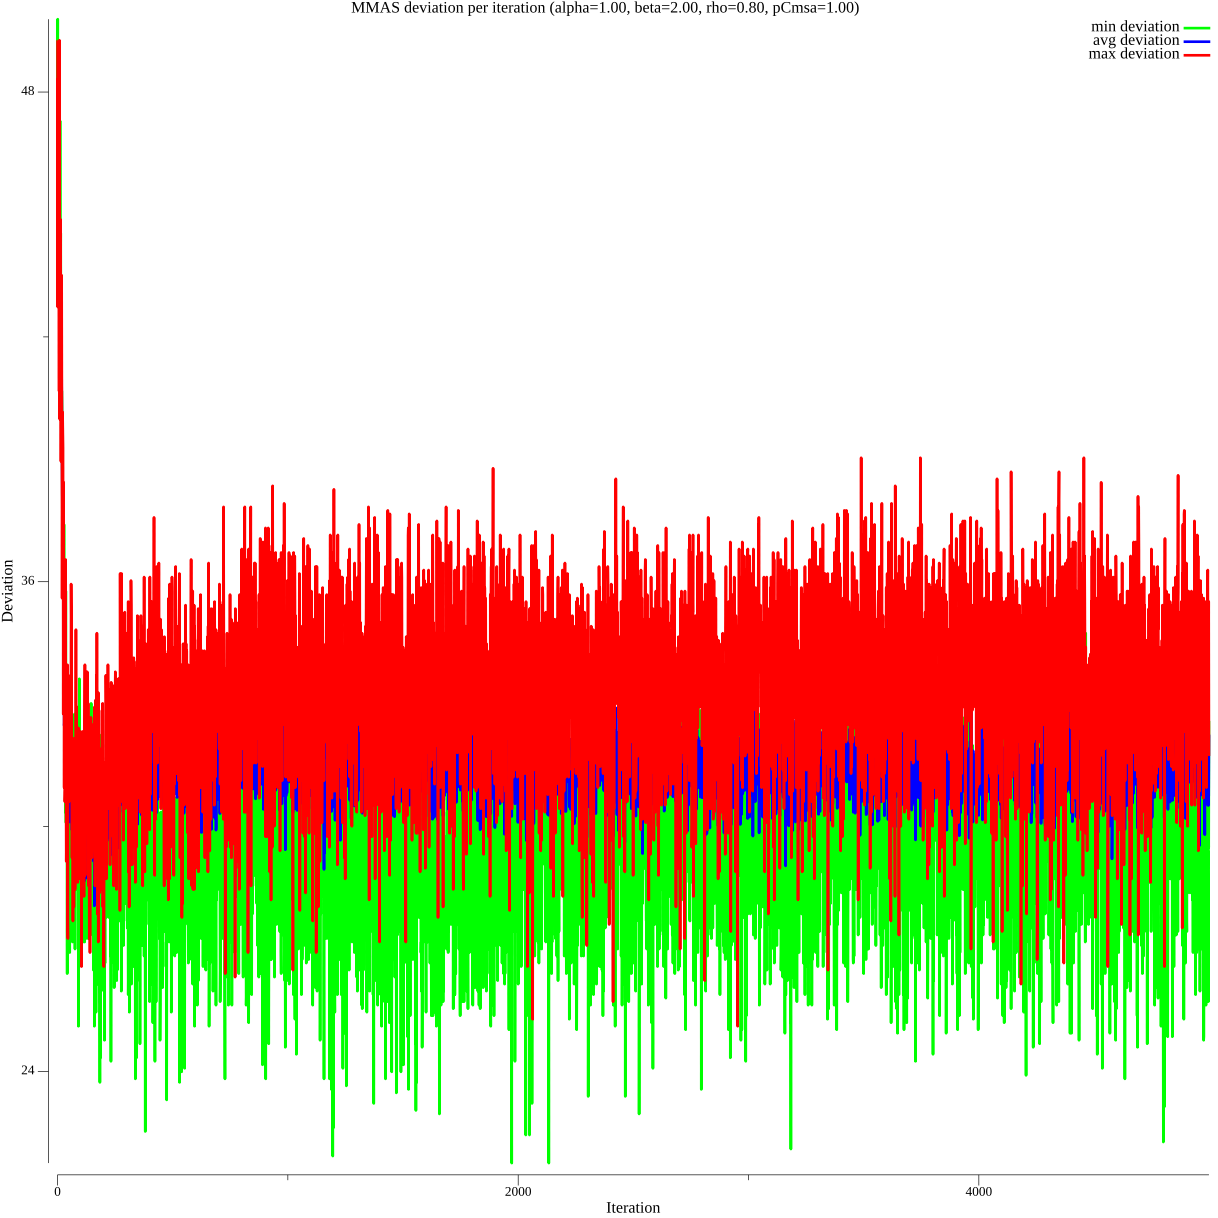 MMAS deviation per iteration (alpha=1.00, beta=2.00, rho=0.80, pCmsa=1.00)
min deviation
avg deviation
max deviation
48
36
24
Deviation
0
2000
4000
Iteration